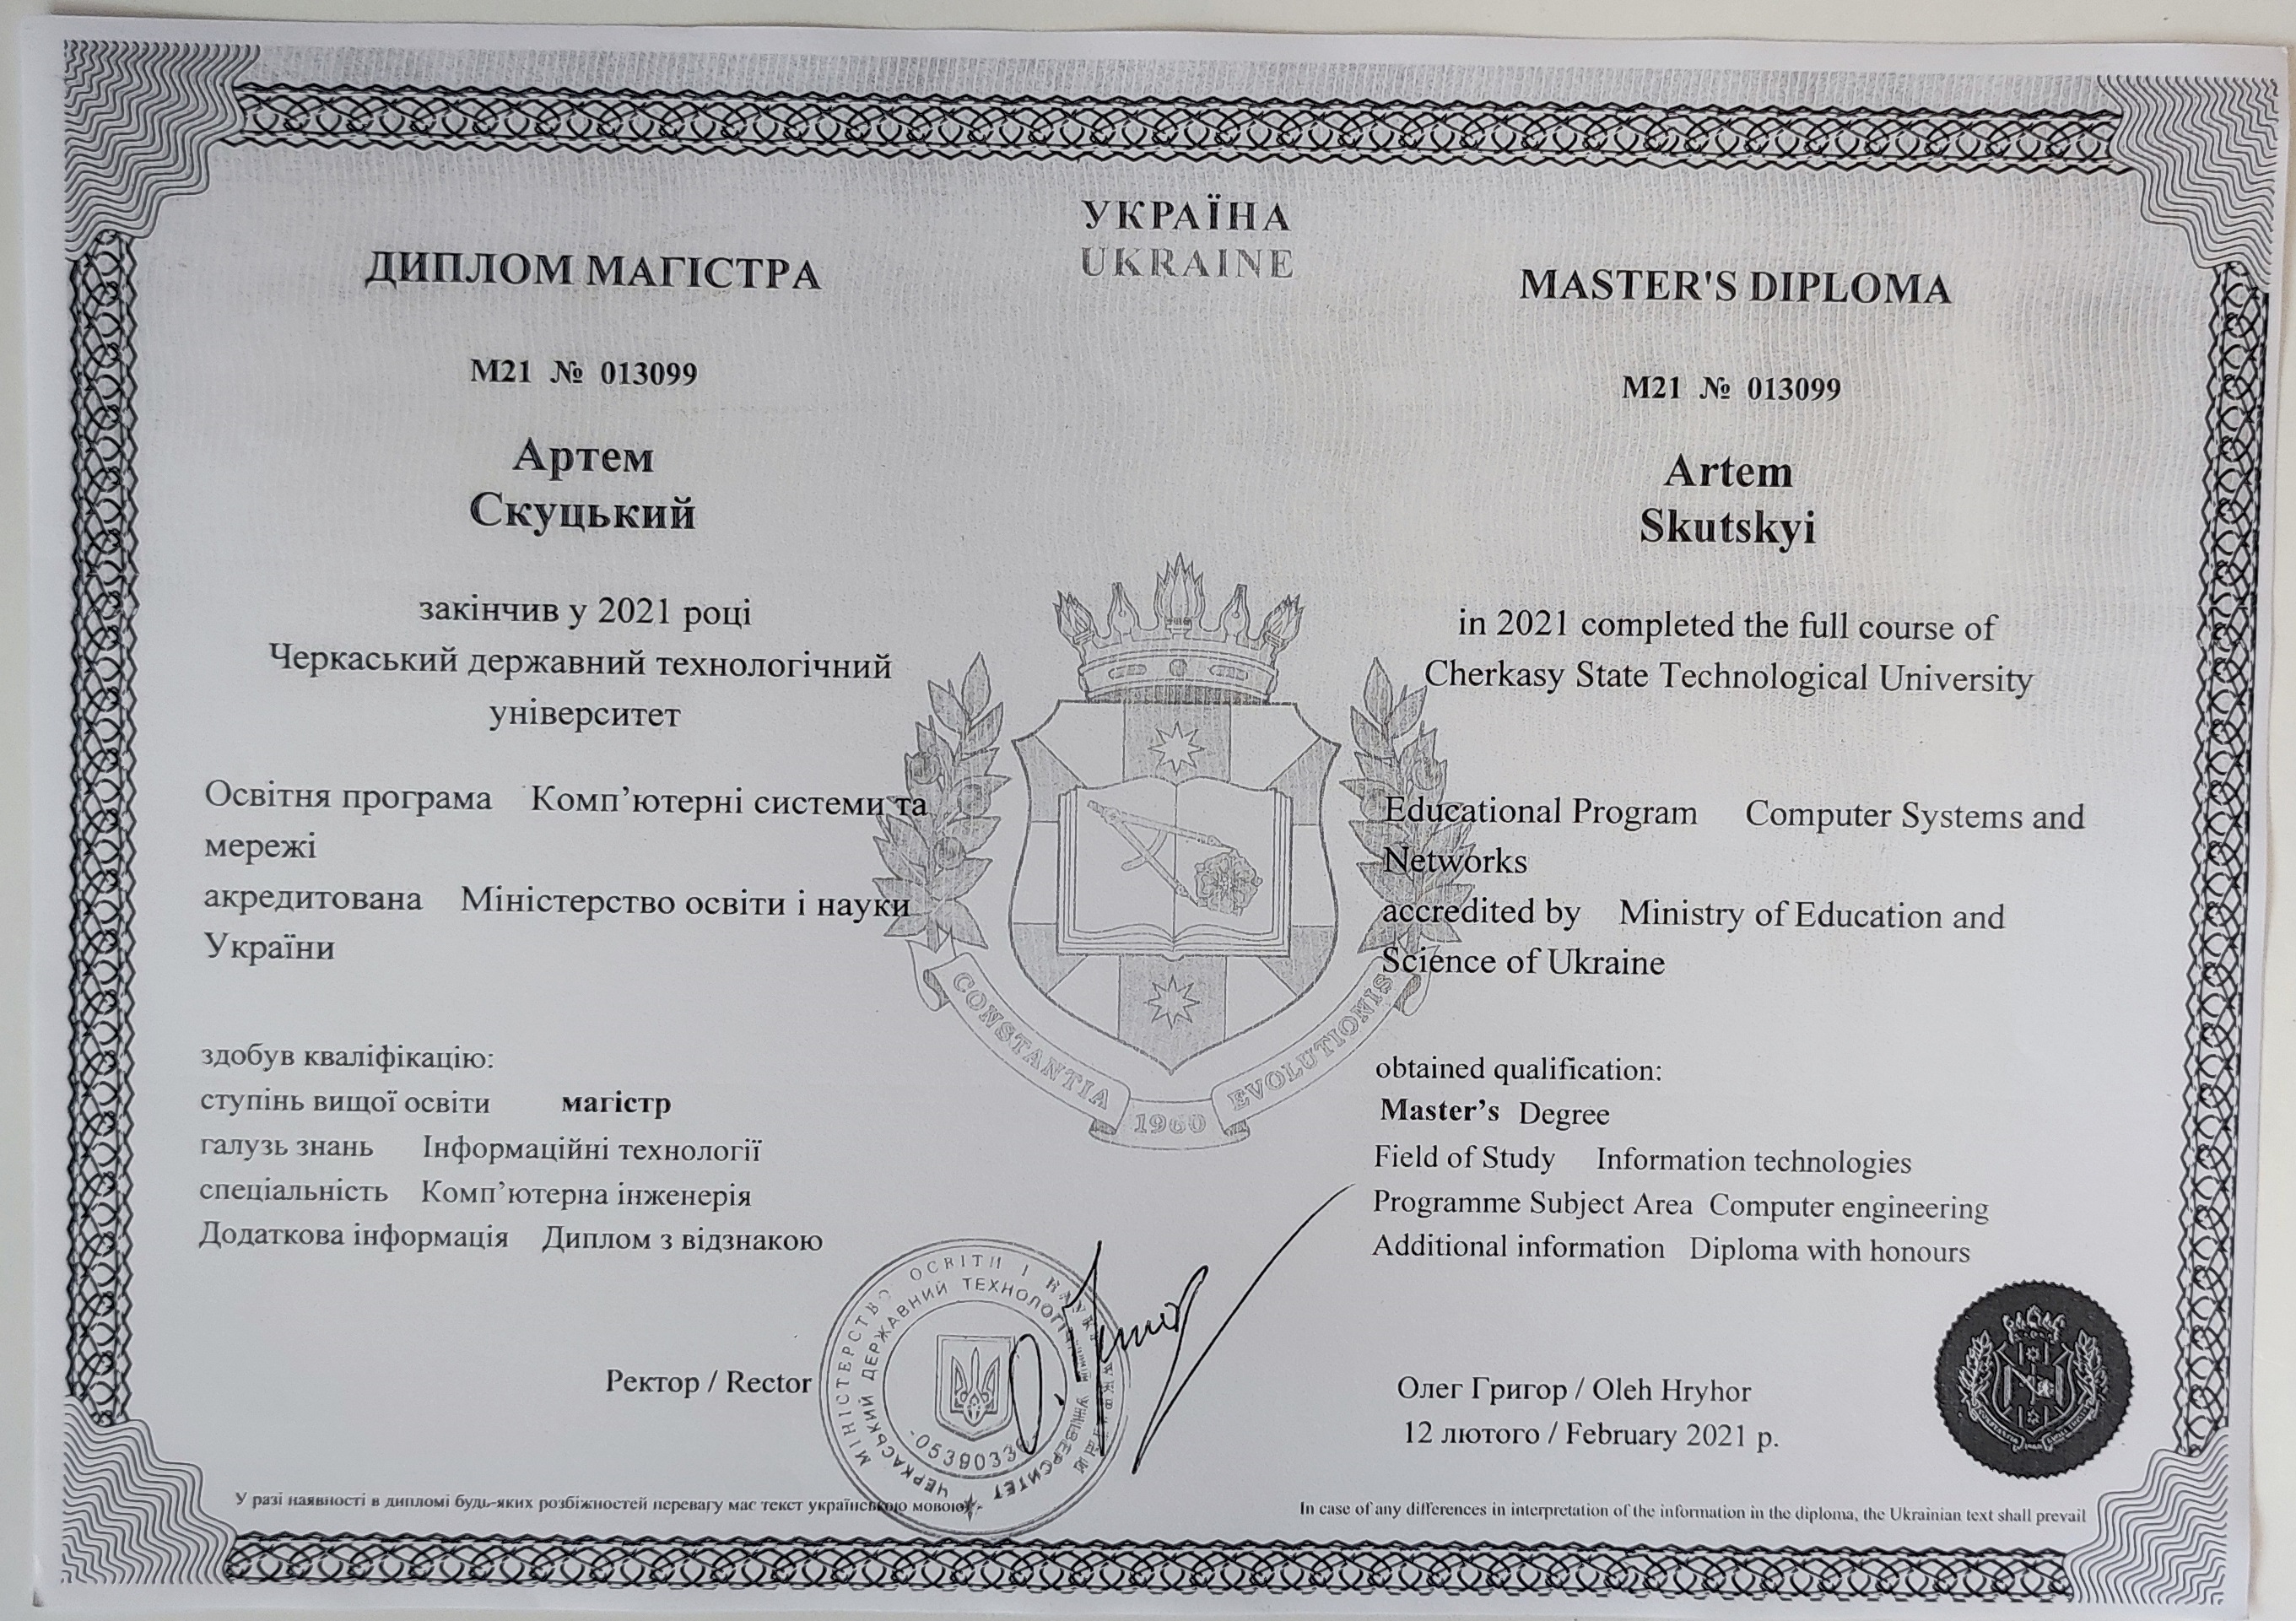 УКРАЇНА
UKRAINE
ДИПЛОМ МАГІСТРА
М21 № 013099
Артем
Скуцький
закінчив у 2021 році
Черкаський державний технологічний
університет
Освітня програма Комп’ютерні системи та
мережі
акредитована Міністерство освіти і науки
України
здобув кваліфікацію:
ступінь вищої освіти магістр
галузь знань Інформаційні технології
спеціальність Комп’ютерна інженерія
Додаткова інформація Диплом з відзнакою
MASTER'S DIPLOMA
М21 № 013099
Artem
Skutskyi
in 2021 completed the full course of
Cherkasy State Technological University
Educational Program Computer Systems and
Networks
accredited by Ministry of Education and
Science of Ukraine
obtained qualification:
Master’s Degree
Field of Study Information technologies
Programme Subject Area Computer engineering
Additional information Diploma with honours
CONSTANTIA
1960
EVOLUTIONIS
Ректор / Rector
МІНІСТЕРСТВО ОСВІТИ І НАУКИ
ЧЕРКАСЬКИЙ ДЕРЖАВНИЙ ТЕХНОЛОГІЧНИЙ УНІВЕРСИТЕТ
Олег Григор / Oleh Hryhor
12 лютого / February 2021 р.
У разі наявності в дипломі будь-яких розбіжностей перевагу має текст українською мовою
In case of any differences in interpretation of the information in the diploma, the Ukrainian text shall prevail